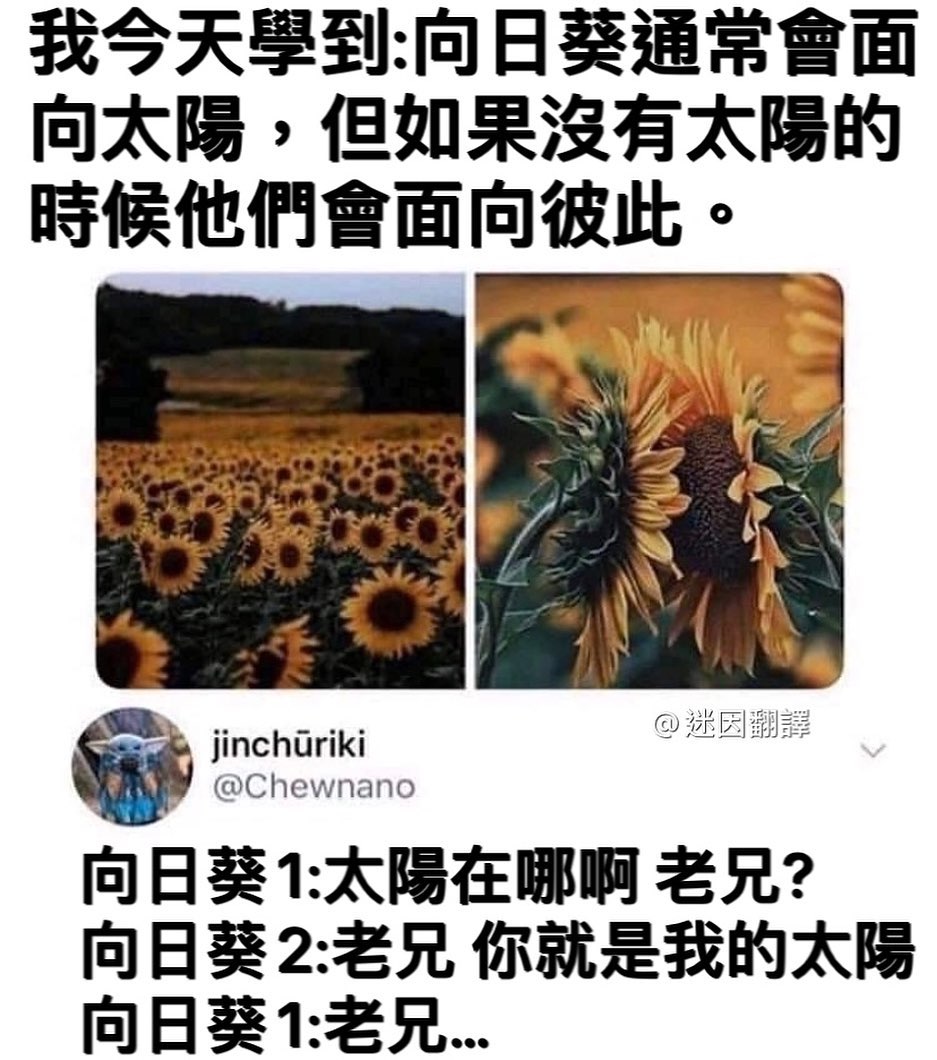 我今天學到:向日葵通常會面
向太陽，但如果沒有太陽的
時候他們會面向彼此。
@迷因翻譯
jinchūriki
@Chewnano
向日葵1:太陽在哪啊 老兄?
向日葵2:老兄 你就是我的太陽
向日葵1:老兄...